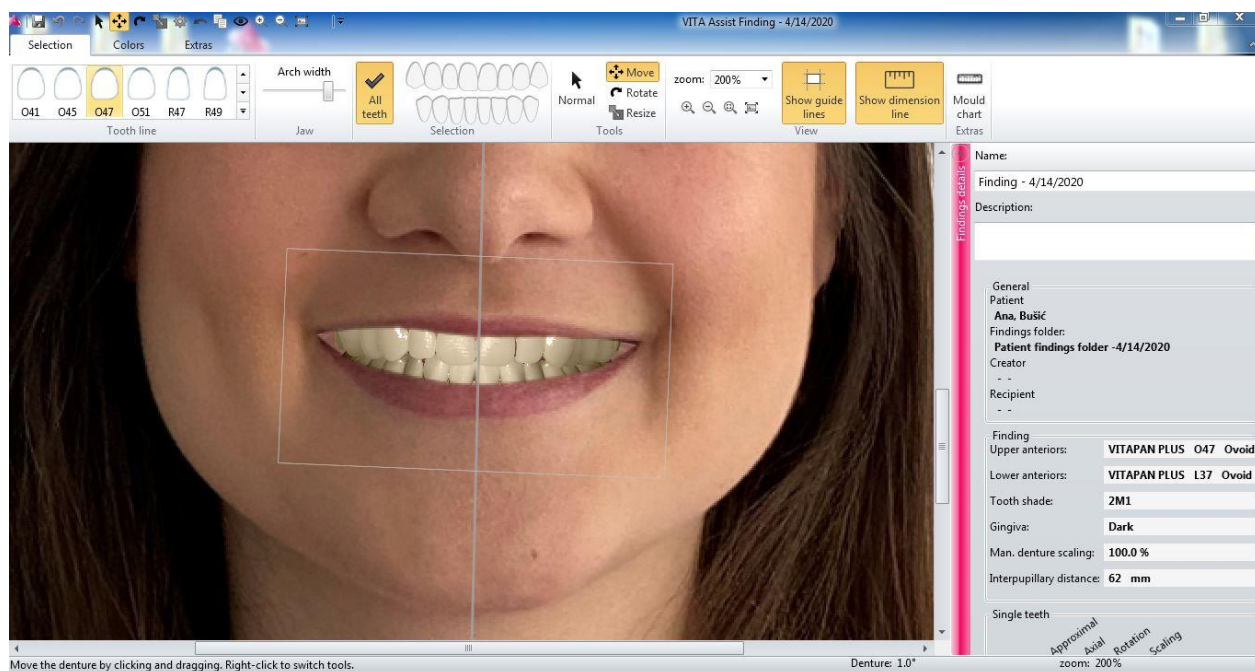 VITA Assist Finding - 4/14/2020
Selection Colors Extras
O41 O45 O47 O51 R47 R49
Tooth line
Arch width
Jaw
All teeth
Selection
Normal
Move
Rotate
Resize
Tools
zoom: 200%
Show guide lines
Show dimension line
View
Mould chart
Extras
Findings details
Name:
Finding - 4/14/2020
Description:
General
Patient
Ana, Bušić
Findings folder:
Patient findings folder -4/14/2020
Creator
- -
Recipient
- -
Finding
Upper anteriors: VITAPAN PLUS O47 Ovoid
Lower anteriors: VITAPAN PLUS L37 Ovoid
Tooth shade: 2M1
Gingiva: Dark
Man. denture scaling: 100.0 %
Interpupillary distance: 62 mm
Single teeth
Approximal Axial Rotation Scaling
Move the denture by clicking and dragging. Right-click to switch tools. Denture: 1.0° zoom: 200%